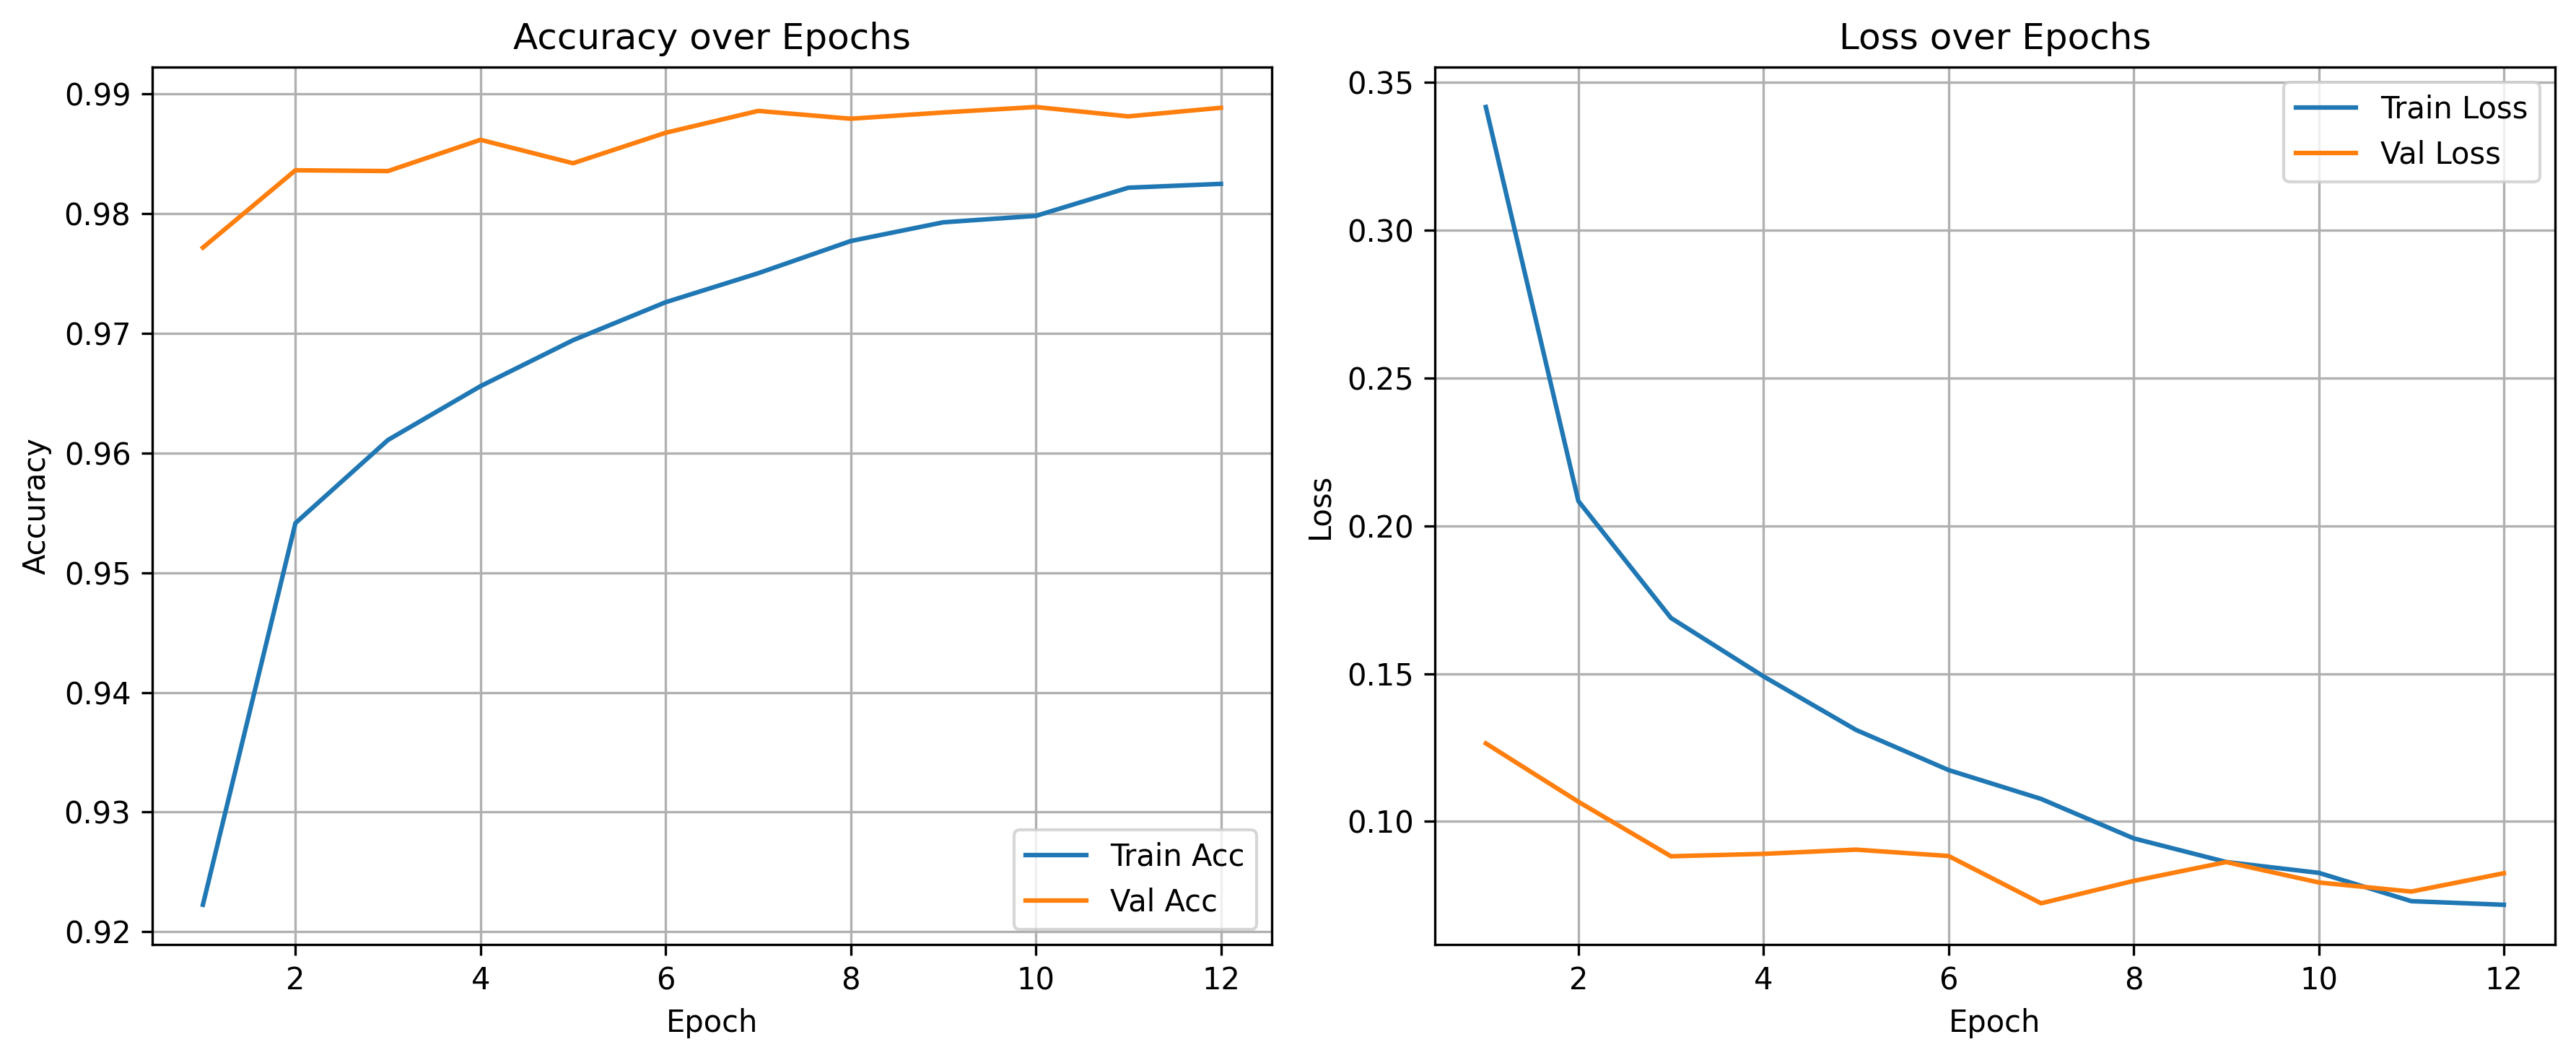 Accuracy over Epochs
0.99
0.98
0.97
0.96
0.95
0.94
0.93
0.92
Accuracy
2 4 6 8 10 12
Epoch
Train Acc
Val Acc
Loss over Epochs
0.35
0.30
0.25
0.20
0.15
0.10
Loss
2 4 6 8 10 12
Epoch
Train Loss
Val Loss